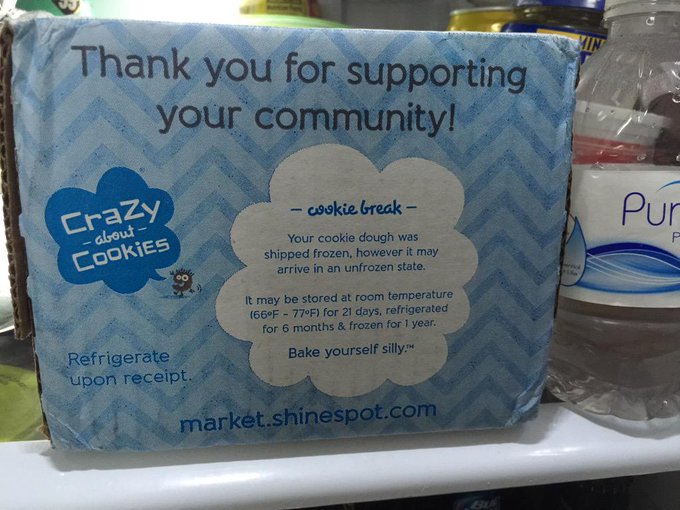 Thank you for supporting
your community!
CRaZy
- about -
COOKiES
- cookie break -
Your cookie dough was
shipped frozen, however it may
arrive in an unfrozen state.
It may be stored at room temperature
(66ºF - 77ºF) for 21 days, refrigerated
for 6 months & frozen for 1 year.
Bake yourself silly.™
Refrigerate
upon receipt.
market.shinespot.com
Pur
P
MIN